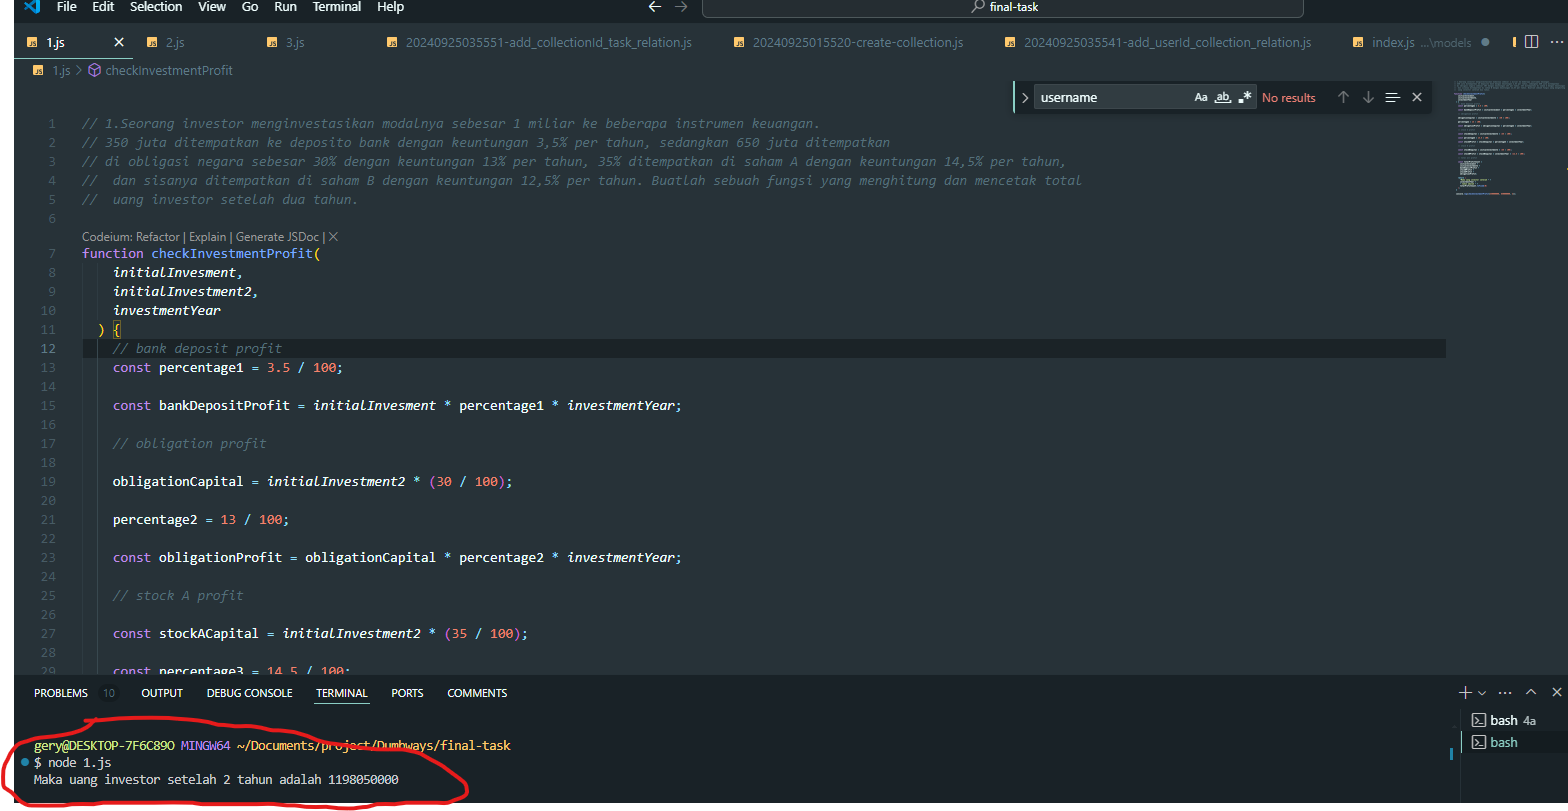 File Edit Selection View Go Run Terminal Help
final-task
1.js 2.js 3.js 20240925035551-add_collectionId_task_relation.js 20240925015520-create-collection.js 20240925035541-add_userId_collection_relation.js index.js ...\models
1.js > checkInvestmentProfit
username Aa ab .* No results
1 // 1.Seorang investor menginvestasikan modalnya sebesar 1 miliar ke beberapa instrumen keuangan.
2 // 350 juta ditempatkan ke deposito bank dengan keuntungan 3,5% per tahun, sedangkan 650 juta ditempatkan
3 // di obligasi negara sebesar 30% dengan keuntungan 13% per tahun, 35% ditempatkan di saham A dengan keuntungan 14,5% per tahun,
4 //  dan sisanya ditempatkan di saham B dengan keuntungan 12,5% per tahun. Buatlah sebuah fungsi yang menghitung dan mencetak total
5 //  uang investor setelah dua tahun.
6
Codeium: Refactor | Explain | Generate JSDoc | X
7 function checkInvestmentProfit(
8 initialInvesment,
9 initialInvestment2,
10 investmentYear
11 ) {
12 // bank deposit profit
13 const percentage1 = 3.5 / 100;
14
15 const bankDepositProfit = initialInvesment * percentage1 * investmentYear;
16
17 // obligation profit
18
19 obligationCapital = initialInvestment2 * (30 / 100);
20
21 percentage2 = 13 / 100;
22
23 const obligationProfit = obligationCapital * percentage2 * investmentYear;
24
25 // stock A profit
26
27 const stockACapital = initialInvestment2 * (35 / 100);
28
29 const percentage3 = 14.5 / 100;
PROBLEMS 10 OUTPUT DEBUG CONSOLE TERMINAL PORTS COMMENTS
bash 4a
bash
gery@DESKTOP-7F6C89O MINGW64 ~/Documents/project/Dumbways/final-task
$ node 1.js
Maka uang investor setelah 2 tahun adalah 1198050000